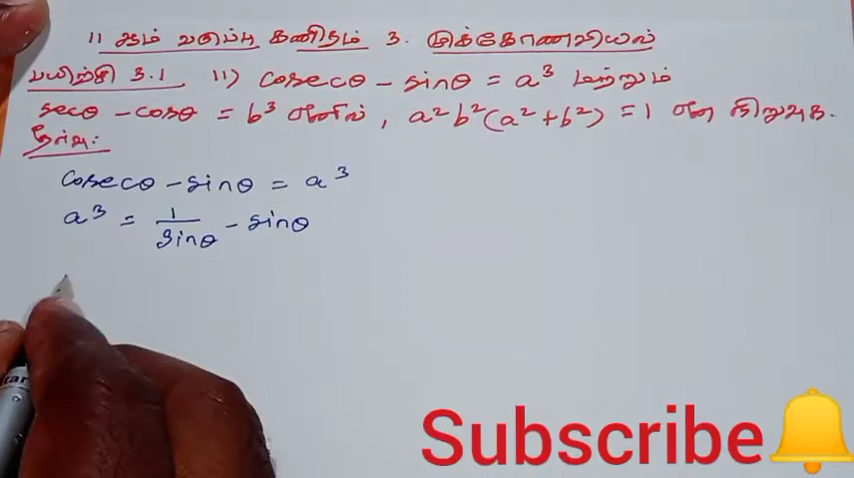 11 ஆம் வகுப்பு கணிதம் 3. முக்கோணவியல்
பயிற்சி 3.1 11) cosecθ - sinθ = a³ மற்றும்
secθ - cosθ = b³ எனில், a²b²(a²+b²) = 1 என நிறுவுக.
தீர்வு:
cosecθ - sinθ = a³
a³ = 1/sinθ - sinθ
Star
Subscribe